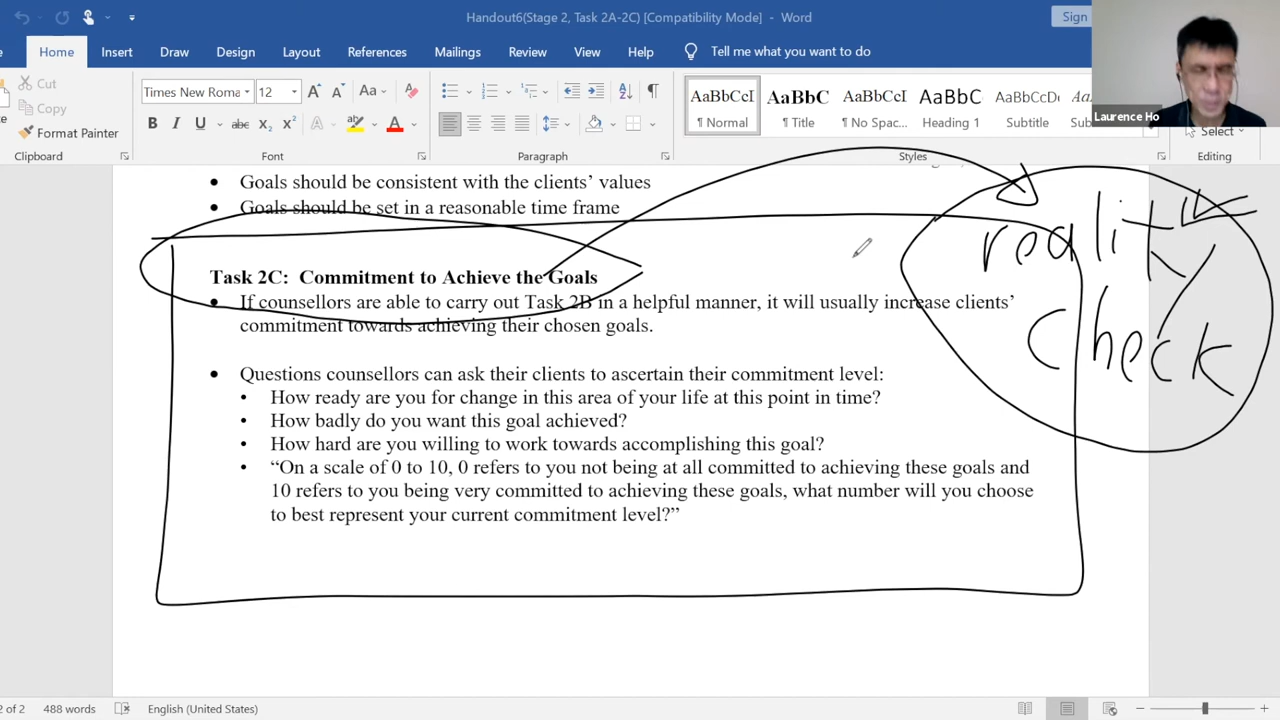 Handout6(Stage 2, Task 2A-2C) [Compatibility Mode] - Word
Sign
Home Insert Draw Design Layout References Mailings Review View Help Tell me what you want to do
Cut
Copy
Format Painter
Clipboard
Times New Roma 12 Aa
B I U abc x2 x2 A A
Font
Paragraph
AaBbCcI AaBbC AaBbCcI AaBbC AaBbCcDc
¶ Normal ¶ Title ¶ No Spac... Heading 1 Subtitle
Styles
Select
Editing
Laurence Ho
• Goals should be consistent with the clients’ values
• Goals should be set in a reasonable time frame
Task 2C: Commitment to Achieve the Goals
• If counsellors are able to carry out Task 2B in a helpful manner, it will usually increase clients’
commitment towards achieving their chosen goals.
• Questions counsellors can ask their clients to ascertain their commitment level:
• How ready are you for change in this area of your life at this point in time?
• How badly do you want this goal achieved?
• How hard are you willing to work towards accomplishing this goal?
• “On a scale of 0 to 10, 0 refers to you not being at all committed to achieving these goals and
10 refers to you being very committed to achieving these goals, what number will you choose
to best represent your current commitment level?”
reality
check
2 of 2 488 words English (United States)